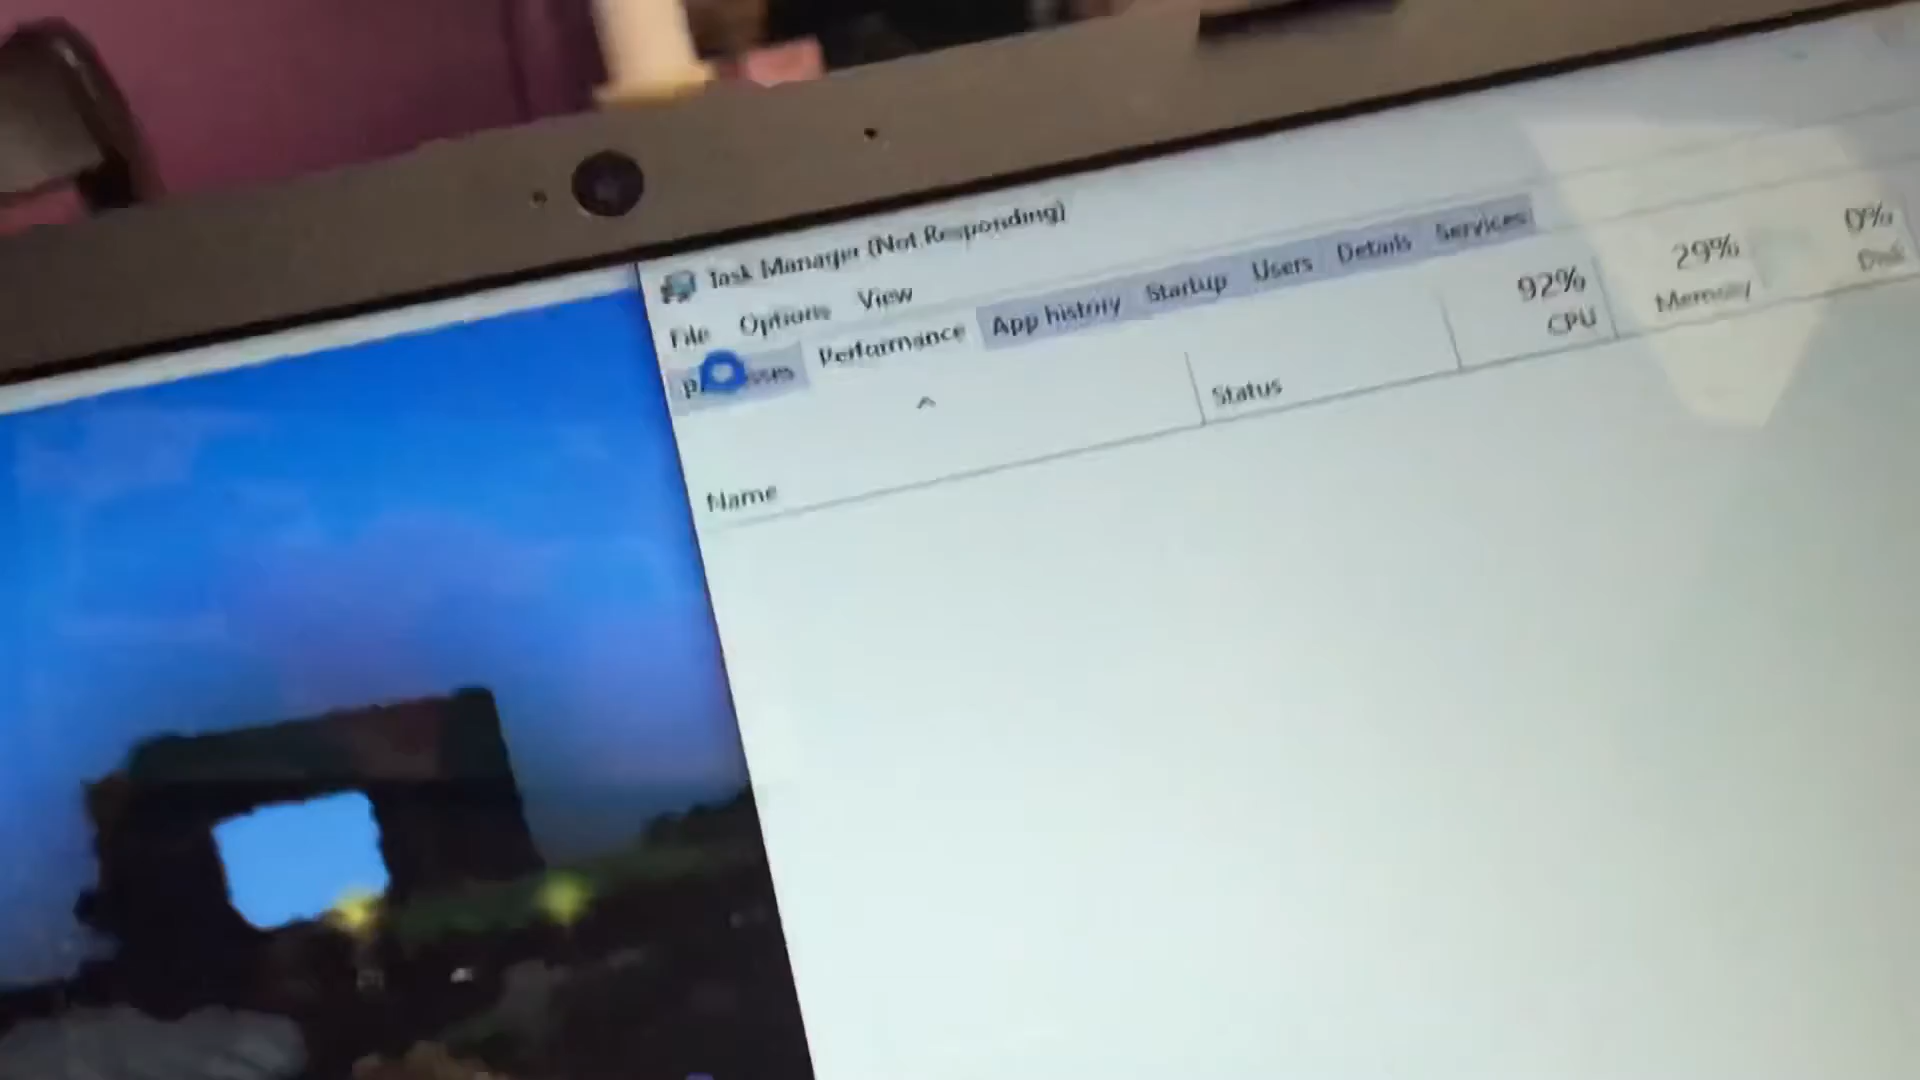 Task Manager (Not Responding)
File Options View
Performance App history Startup Users Details Services
92% 29% 0%
CPU Memory Disk
Status
Name